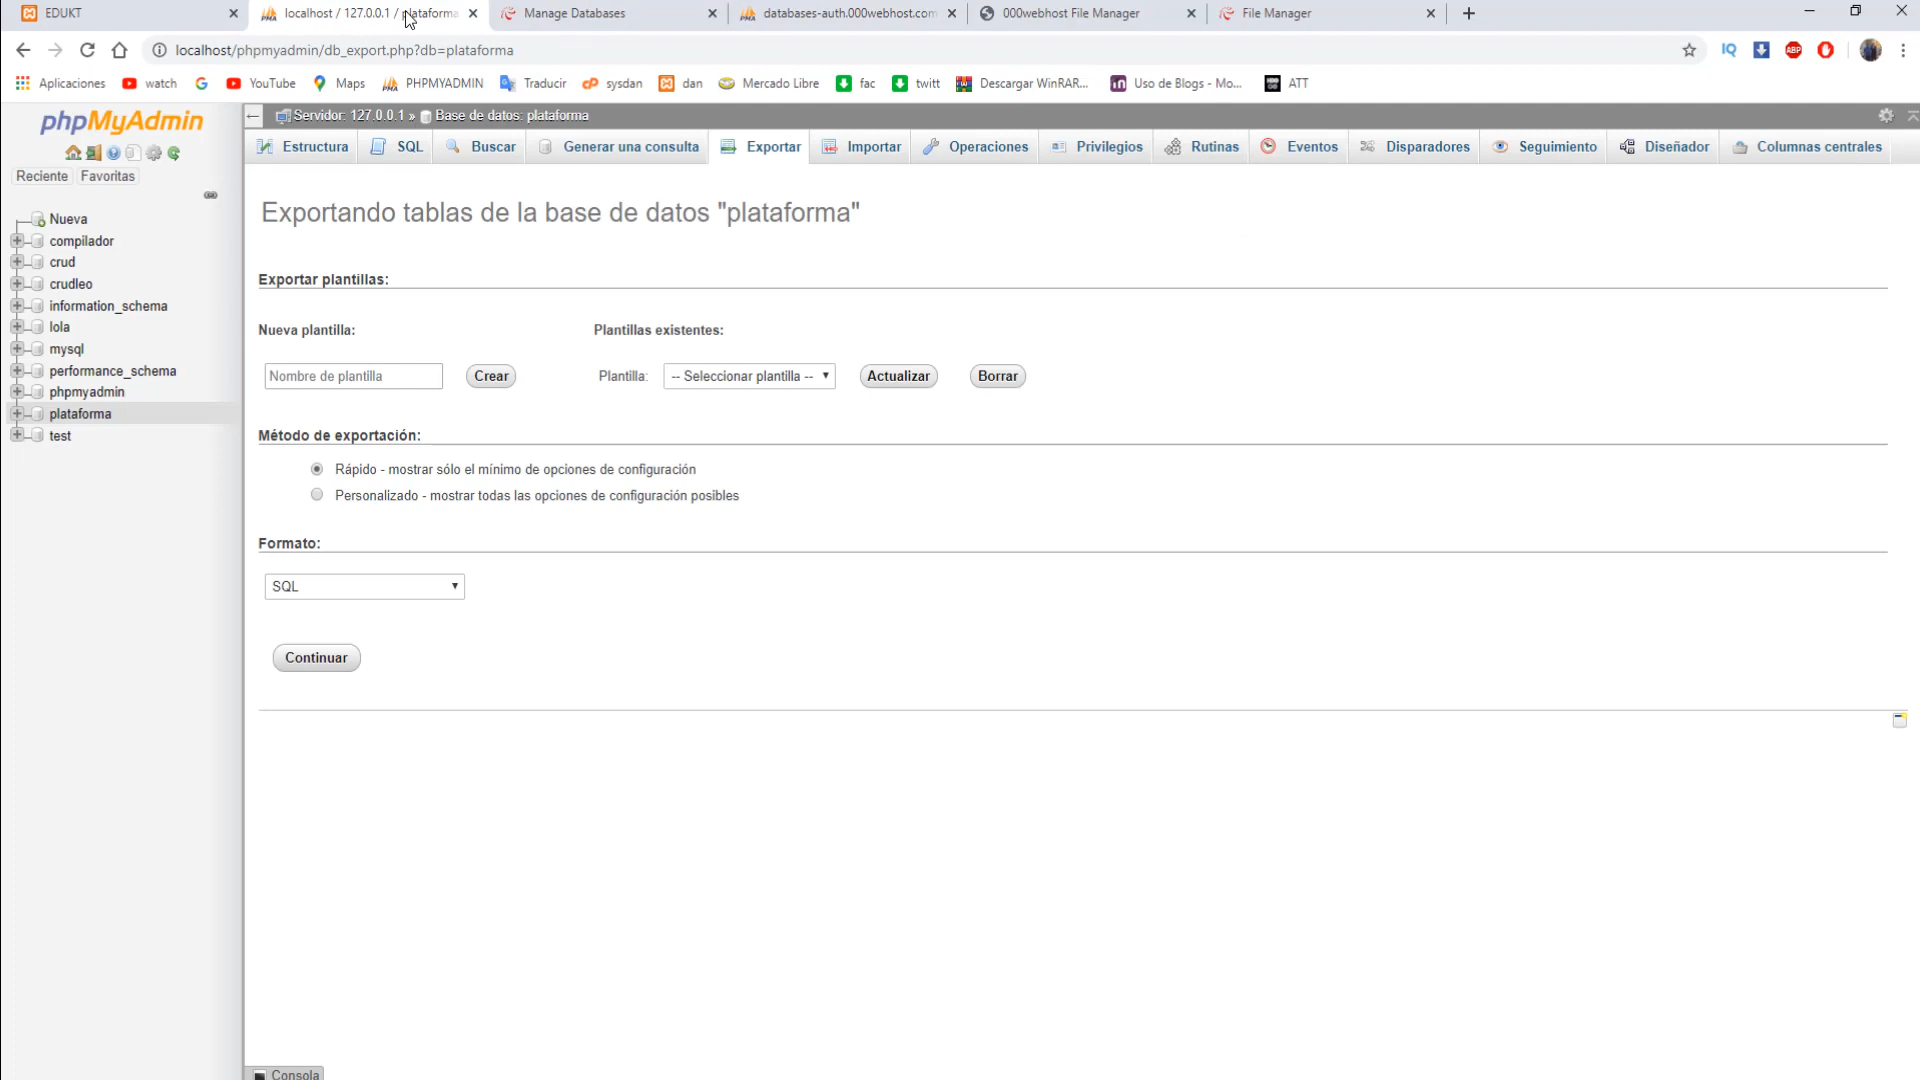 EDUKT
localhost / 127.0.0.1 / plataforma
Manage Databases
databases-auth.000webhost.com
000webhost File Manager
File Manager
localhost/phpmyadmin/db_export.php?db=plataforma
IQ
ABP
Aplicaciones
watch
YouTube
Maps
PHPMYADMIN
Traducir
cP sysdan
dan
Mercado Libre
fac
twitt
Descargar WinRAR...
in Uso de Blogs - Mo...
ATT
phpMyAdmin
Servidor: 127.0.0.1 » Base de datos: plataforma
Estructura
SQL
Buscar
Generar una consulta
Exportar
Importar
Operaciones
Privilegios
Rutinas
Eventos
Disparadores
Seguimiento
Diseñador
Columnas centrales
Reciente
Favoritas
Nueva
compilador
crud
crudleo
information_schema
lola
mysql
performance_schema
phpmyadmin
plataforma
test
Exportando tablas de la base de datos "plataforma"
Exportar plantillas:
Nueva plantilla:
Plantillas existentes:
Nombre de plantilla
Crear
Plantilla:
-- Seleccionar plantilla --
Actualizar
Borrar
Método de exportación:
Rápido - mostrar sólo el mínimo de opciones de configuración
Personalizado - mostrar todas las opciones de configuración posibles
Formato:
SQL
Continuar
Consola